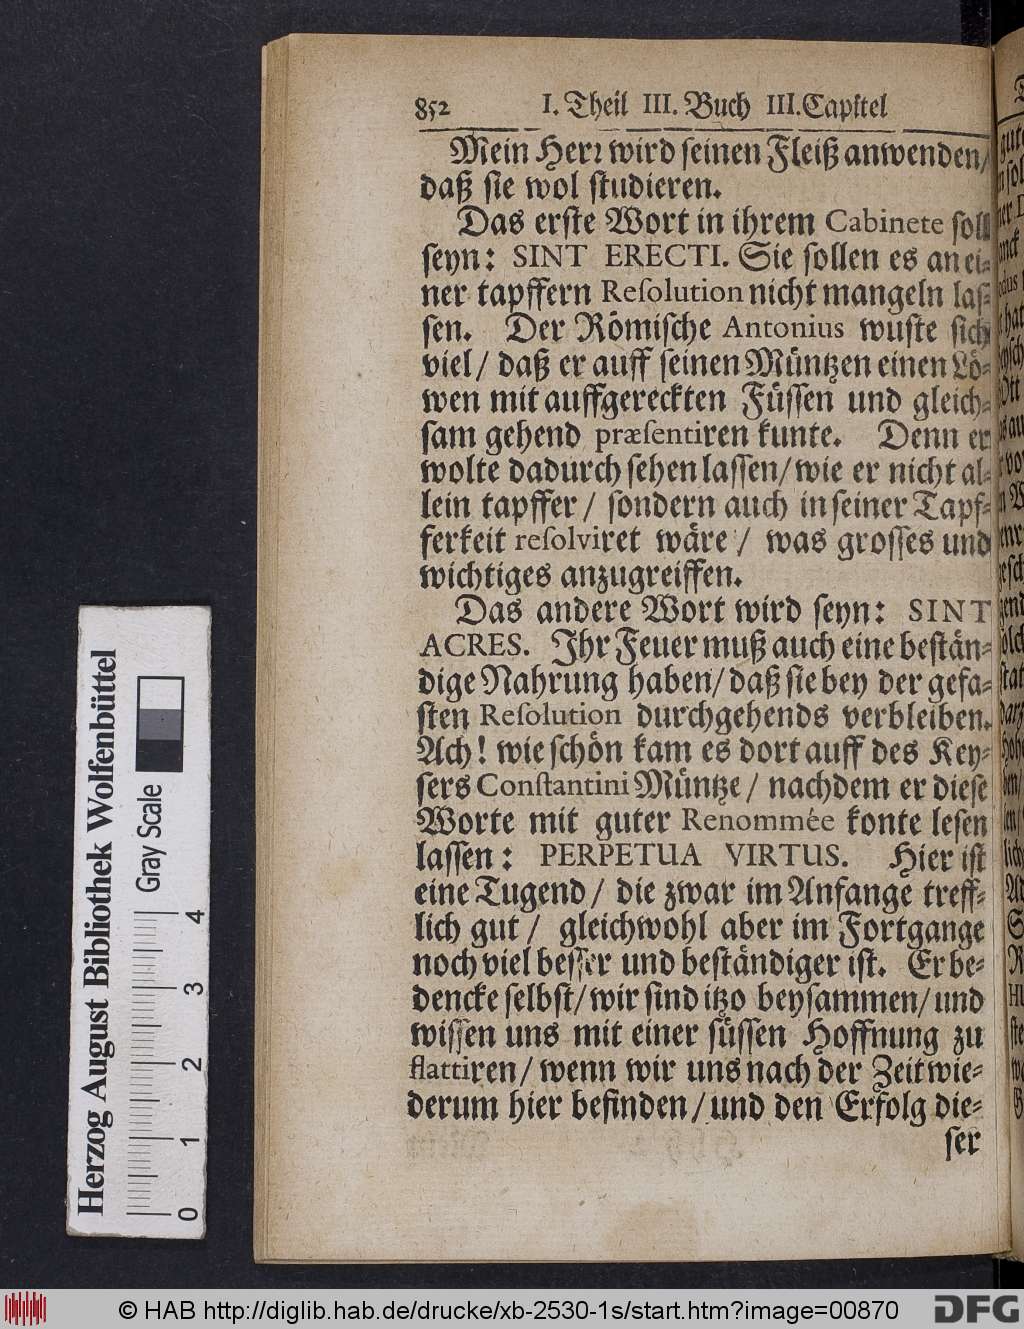 852 I. Theil III. Buch III. Capitel
Mein Herr wird seinen Fleiß anwenden/
daß sie wol studieren.
Das erste Wort in ihrem Cabinete soll
seyn: SINT ERECTI. Sie sollen es an ei-
ner tapffern Resolution nicht mangeln las-
sen. Der Römische Antonius wuste sich
viel / daß er auff seinen Müntzen einen Lö-
wen mit auffgereckten Füssen und gleich-
sam gehend præsentiren kunte. Denn er
wolte dadurch sehen lassen/ wie er nicht al-
lein tapffer / sondern auch in seiner Tapf-
ferkeit resolviret wäre / was grosses und
wichtiges anzugreiffen.
Das andere Wort wird seyn: SINT
ACRES. Ihr Feuer muß auch eine bestän-
dige Nahrung haben/ daß sie bey der gefa-
sten Resolution durchgehends verbleiben.
Ach! wie schön kam es dort auff des Key-
sers Constantini Müntze / nachdem er diese
Worte mit guter Renommée konte lesen
lassen: PERPETUA VIRTUS. Hier ist
eine Tugend / die zwar im Anfange treff-
lich gut / gleichwohl aber im Fortgange
noch viel besser und beständiger ist. Er be-
dencke selbst/ wir sind itzo beysammen/ und
wissen uns mit einer süssen Hoffnung zu
flattiren/ wenn wir uns nach der Zeit wie-
derum hier befinden / und den Erfolg die-
ser
Herzog August Bibliothek Wolfenbüttel
Gray Scale
0 1 2 3 4
© HAB http://diglib.hab.de/drucke/xb-2530-1s/start.htm?image=00870
DFG